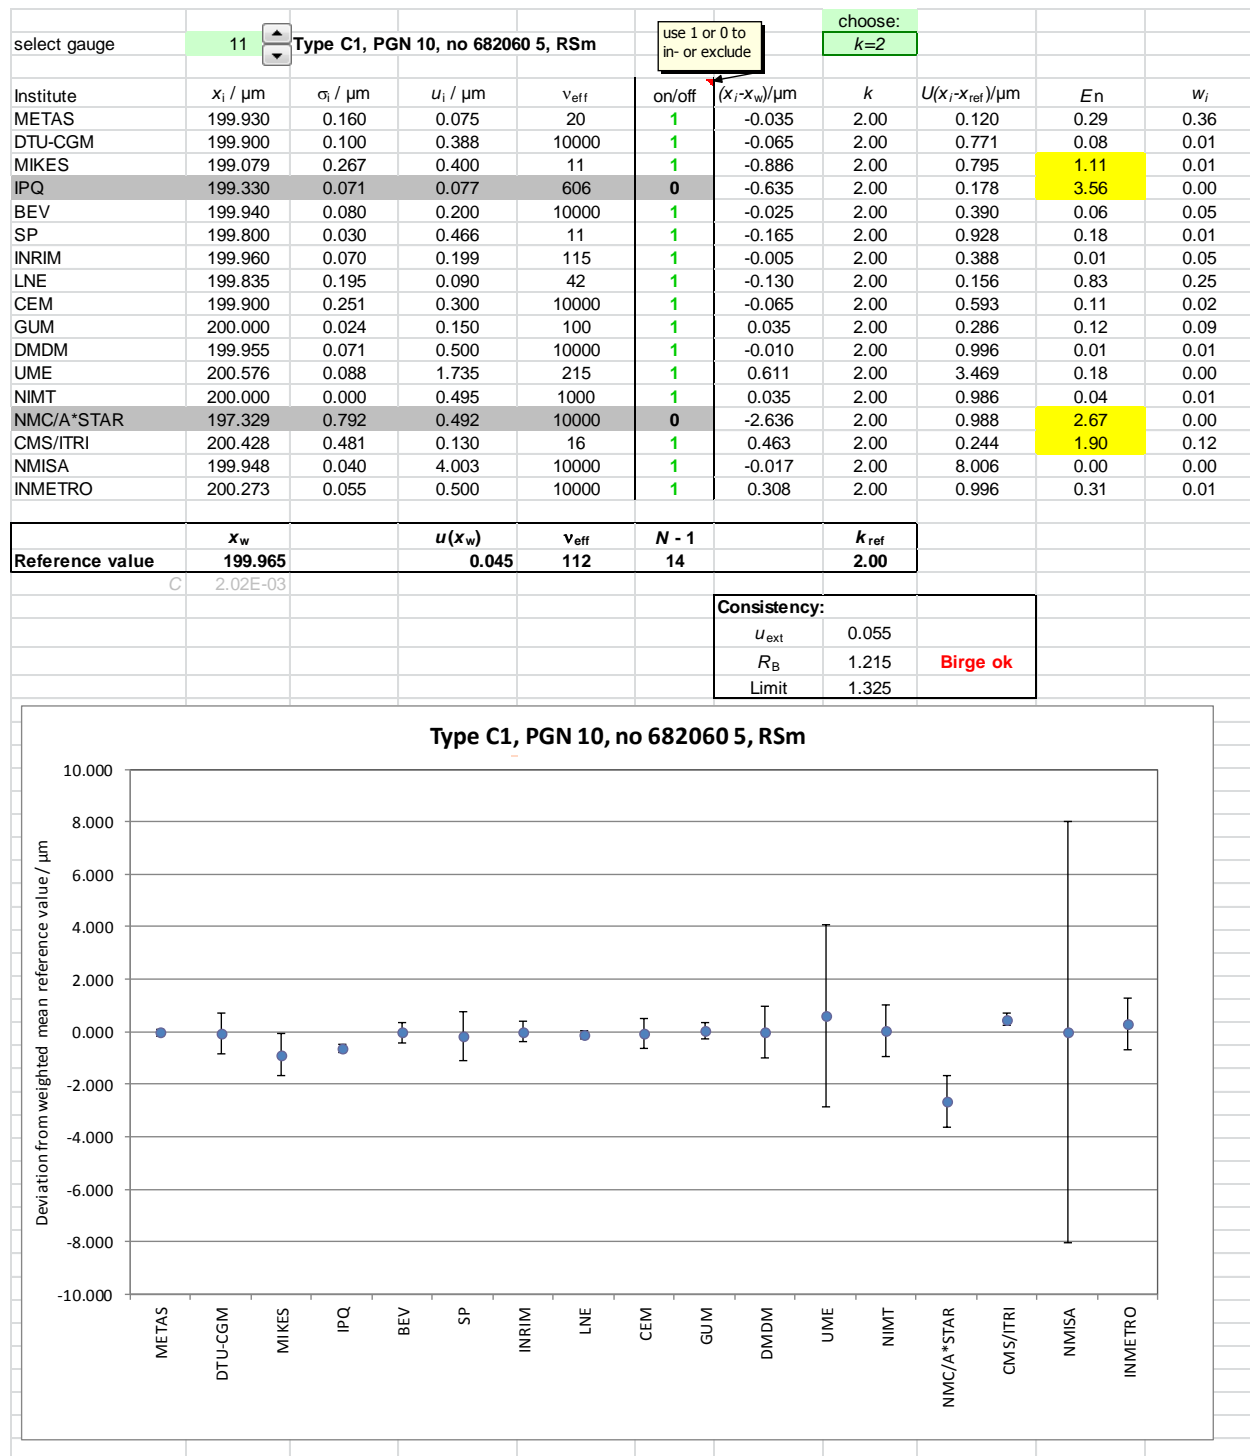 choose:
select gauge 11 Type C1, PGN 10, no 682060 5, RSm use 1 or 0 to in- or exclude k=2
Institute xi / µm σi / µm ui / µm νeff on/off (xi-xw)/µm k U(xi-xref)/µm En wi
METAS 199.930 0.160 0.075 20 1 -0.035 2.00 0.120 0.29 0.36
DTU-CGM 199.900 0.100 0.388 10000 1 -0.065 2.00 0.771 0.08 0.01
MIKES 199.079 0.267 0.400 11 1 -0.886 2.00 0.795 1.11 0.01
IPQ 199.330 0.071 0.077 606 0 -0.635 2.00 0.178 3.56 0.00
BEV 199.940 0.080 0.200 10000 1 -0.025 2.00 0.390 0.06 0.05
SP 199.800 0.030 0.466 11 1 -0.165 2.00 0.928 0.18 0.01
INRIM 199.960 0.070 0.199 115 1 -0.005 2.00 0.388 0.01 0.05
LNE 199.835 0.195 0.090 42 1 -0.130 2.00 0.156 0.83 0.25
CEM 199.900 0.251 0.300 10000 1 -0.065 2.00 0.593 0.11 0.02
GUM 200.000 0.024 0.150 100 1 0.035 2.00 0.286 0.12 0.09
DMDM 199.955 0.071 0.500 10000 1 -0.010 2.00 0.996 0.01 0.01
UME 200.576 0.088 1.735 215 1 0.611 2.00 3.469 0.18 0.00
NIMT 200.000 0.000 0.495 1000 1 0.035 2.00 0.986 0.04 0.01
NMC/A*STAR 197.329 0.792 0.492 10000 0 -2.636 2.00 0.988 2.67 0.00
CMS/ITRI 200.428 0.481 0.130 16 1 0.463 2.00 0.244 1.90 0.12
NMISA 199.948 0.040 4.003 10000 1 -0.017 2.00 8.006 0.00 0.00
INMETRO 200.273 0.055 0.500 10000 1 0.308 2.00 0.996 0.31 0.01
xw u(xw) νeff N - 1 kref
Reference value 199.965 0.045 112 14 2.00
C 2.02E-03
Consistency:
uext 0.055
RB 1.215 Birge ok
Limit 1.325
Type C1, PGN 10, no 682060 5, RSm
Deviation from weighted mean reference value / µm
10.000
8.000
6.000
4.000
2.000
0.000
-2.000
-4.000
-6.000
-8.000
-10.000
METAS
DTU-CGM
MIKES
IPQ
BEV
SP
INRIM
LNE
CEM
GUM
DMDM
UME
NIMT
NMC/A*STAR
CMS/ITRI
NMISA
INMETRO